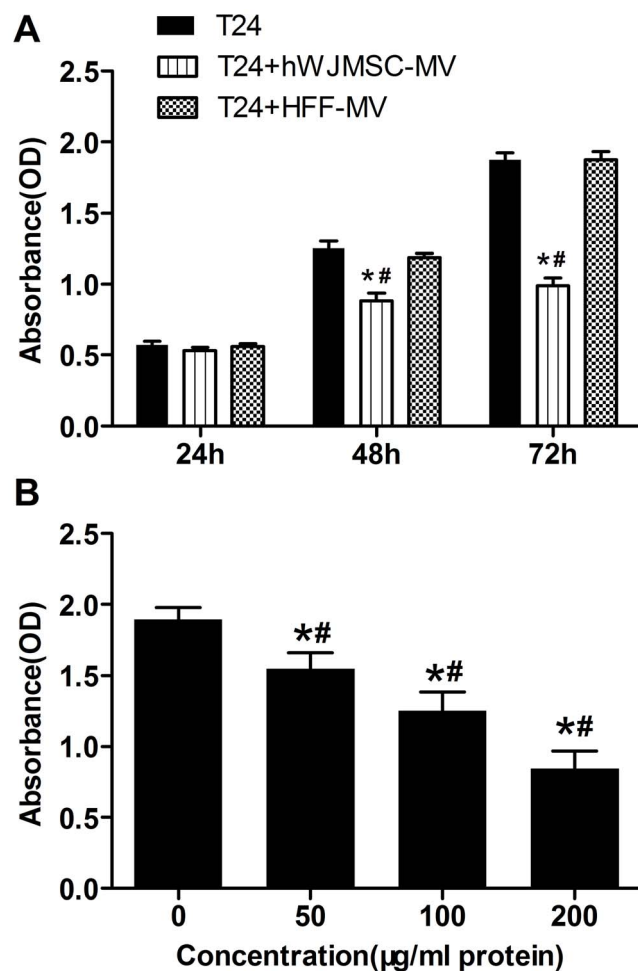 A
T24
T24+hWJMSC-MV
T24+HFF-MV
Absorbance(OD)
2.5
2.0
1.5
1.0
0.5
0.0
*#
*#
24h
48h
72h
B
Absorbance(OD)
2.5
2.0
1.5
1.0
0.5
0.0
*#
*#
*#
0
50
100
200
Concentration(µg/ml protein)